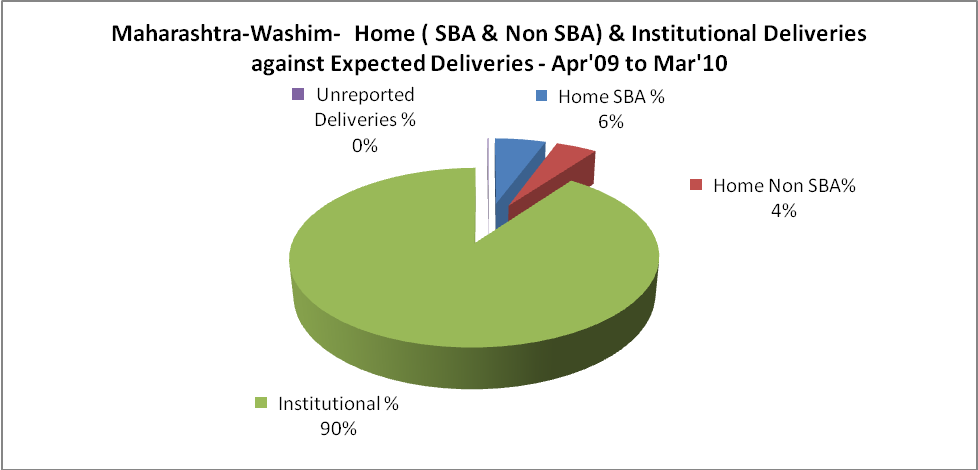 Maharashtra-Washim- Home ( SBA & Non SBA) & Institutional Deliveries
against Expected Deliveries - Apr'09 to Mar'10
Unreported
Deliveries %
0%
Home SBA %
6%
Home Non SBA%
4%
Institutional %
90%